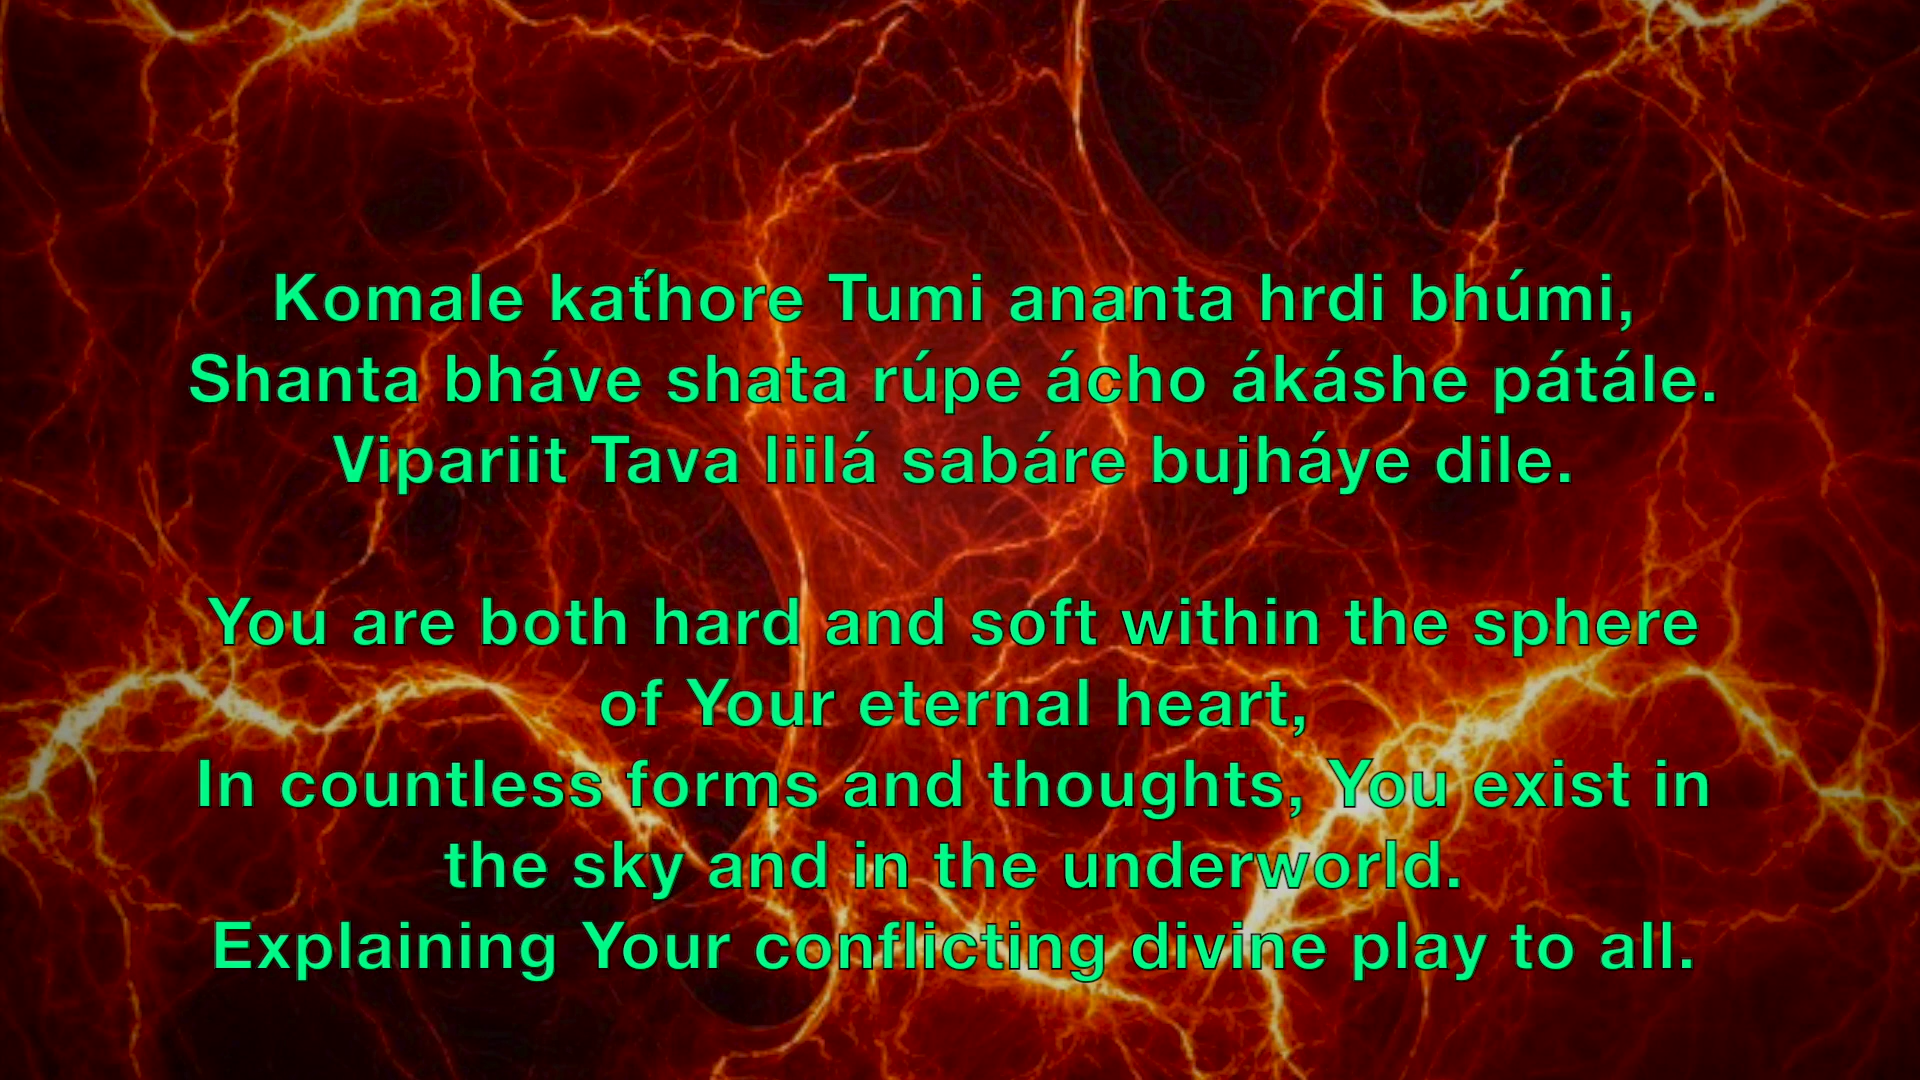 Komale kat́hore Tumi ananta hrdi bhúmi,
Shanta bháve shata rúpe ácho ákáshe pátále.
Vipariit Tava liilá sabáre bujháye dile.
You are both hard and soft within the sphere
of Your eternal heart,
In countless forms and thoughts, You exist in
the sky and in the underworld.
Explaining Your conflicting divine play to all.